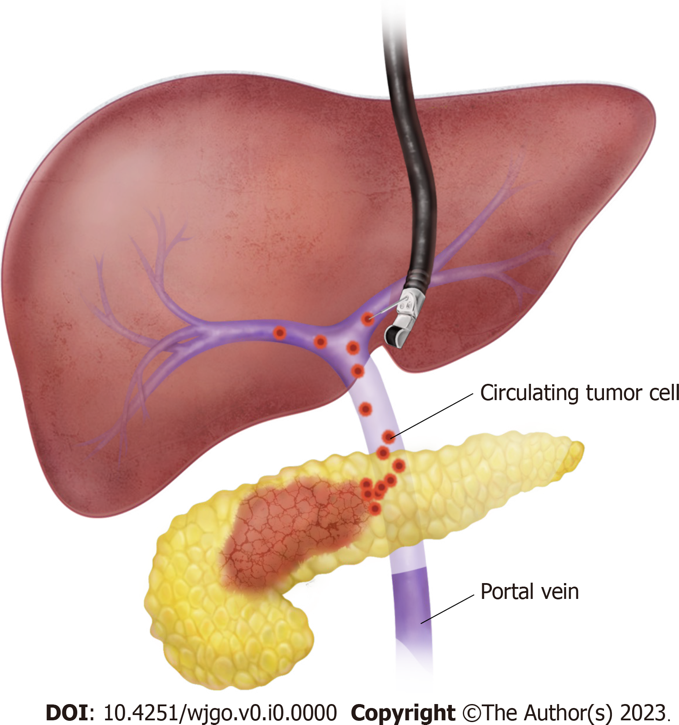 Circulating tumor cell
Portal vein
DOI: 10.4251/wjgo.v0.i0.0000 Copyright ©The Author(s) 2023.